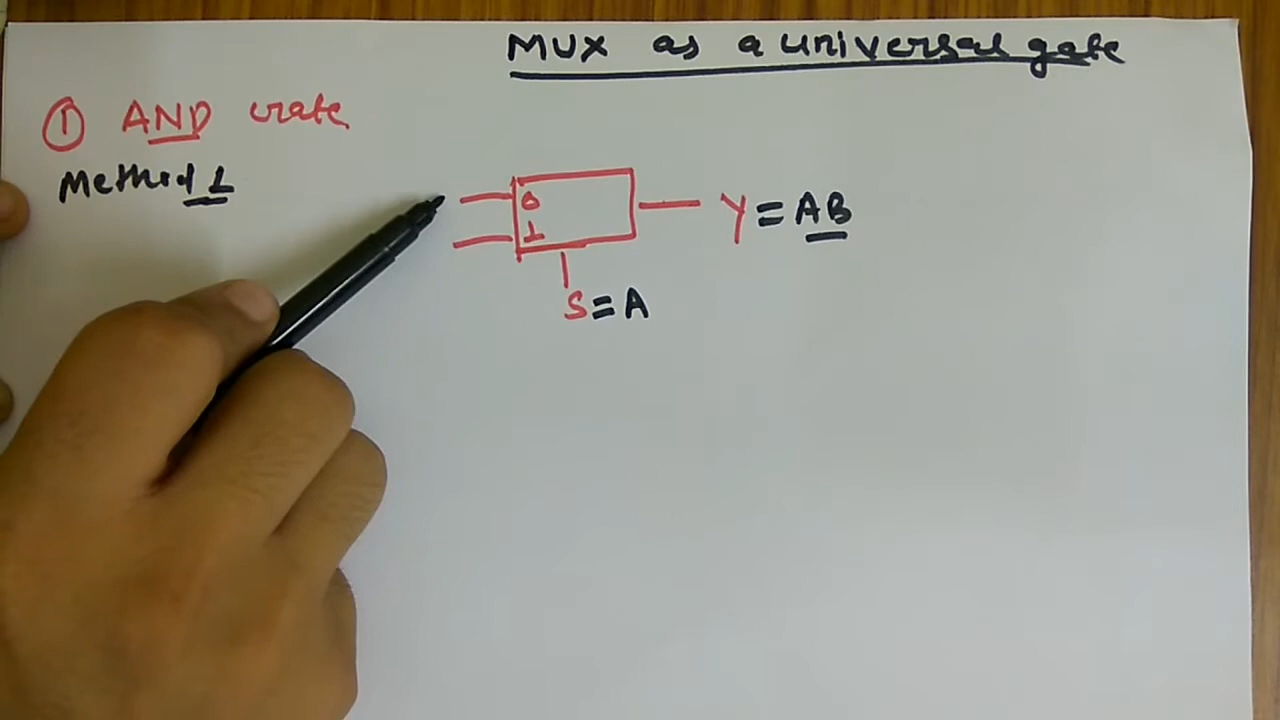 MUX as a universal gate
① AND Gate
Method 1
0
1
Y = AB
S = A